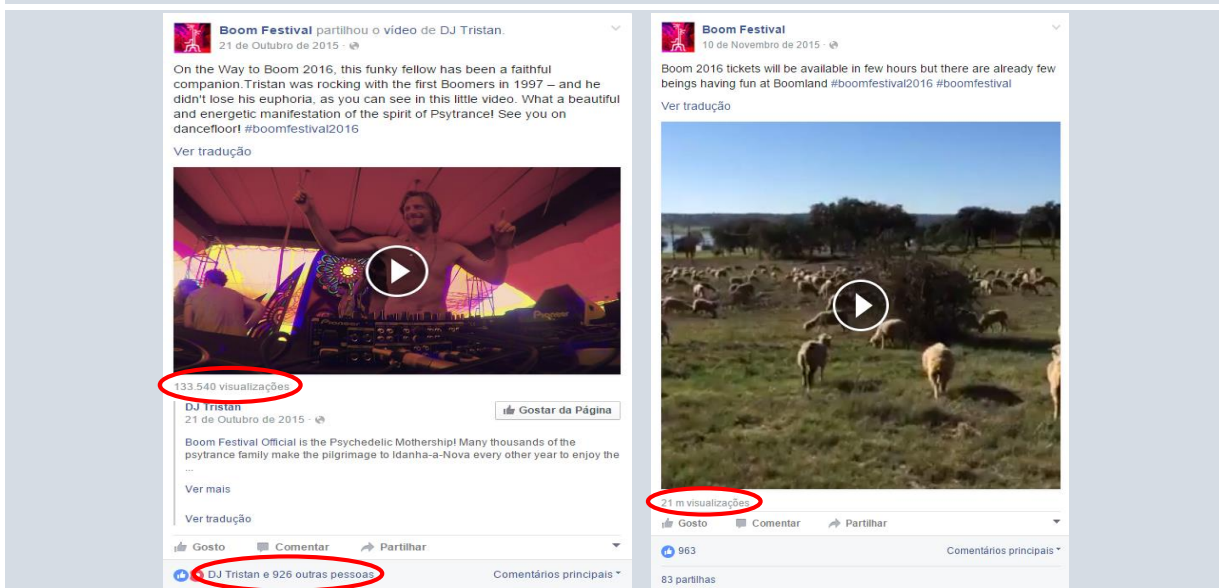 Boom Festival partilhou o vídeo de DJ Tristan.
21 de Outubro de 2015 ·
On the Way to Boom 2016, this funky fellow has been a faithful
companion.Tristan was rocking with the first Boomers in 1997 – and he
didn't lose his euphoria, as you can see in this little video. What a beautiful
and energetic manifestation of the spirit of Psytrance! See you on
dancefloor! #boomfestival2016
Ver tradução
133.540 visualizações
DJ Tristan
21 de Outubro de 2015 ·
Gostar da Página
Boom Festival Official is the Psychedelic Mothership! Many thousands of the
psytrance family make the pilgrimage to Idanha-a-Nova every other year to enjoy the
...
Ver mais
Ver tradução
Gosto Comentar Partilhar
DJ Tristan e 926 outras pessoas
Comentários principais
Boom Festival
10 de Novembro de 2015 ·
Boom 2016 tickets will be available in few hours but there are already few
beings having fun at Boomland #boomfestival2016 #boomfestival
Ver tradução
21 m visualizações
Gosto Comentar Partilhar
963
Comentários principais
83 partilhas